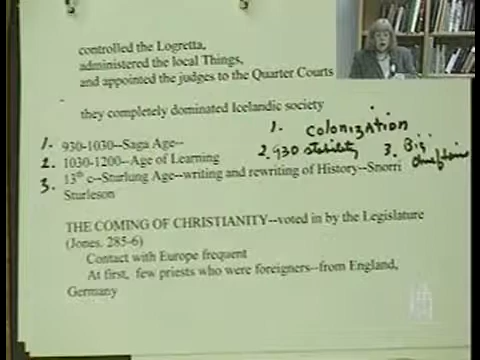 controlled the Logretta,
administered the local Things,
and appointed the judges to the Quarter Courts
they completely dominated Icelandic society
1. colonization
1. 930-1030--Saga Age--
2. 930 stability
3. Big chieftains
2. 1030-1200--Age of Learning
3. 13th c--Sturlung Age--writing and rewriting of History--Snorri
Sturleson
THE COMING OF CHRISTIANITY--voted in by the Legislature
(Jones. 285-6)
Contact with Europe frequent
At first, few priests who were foreigners--from England,
Germany